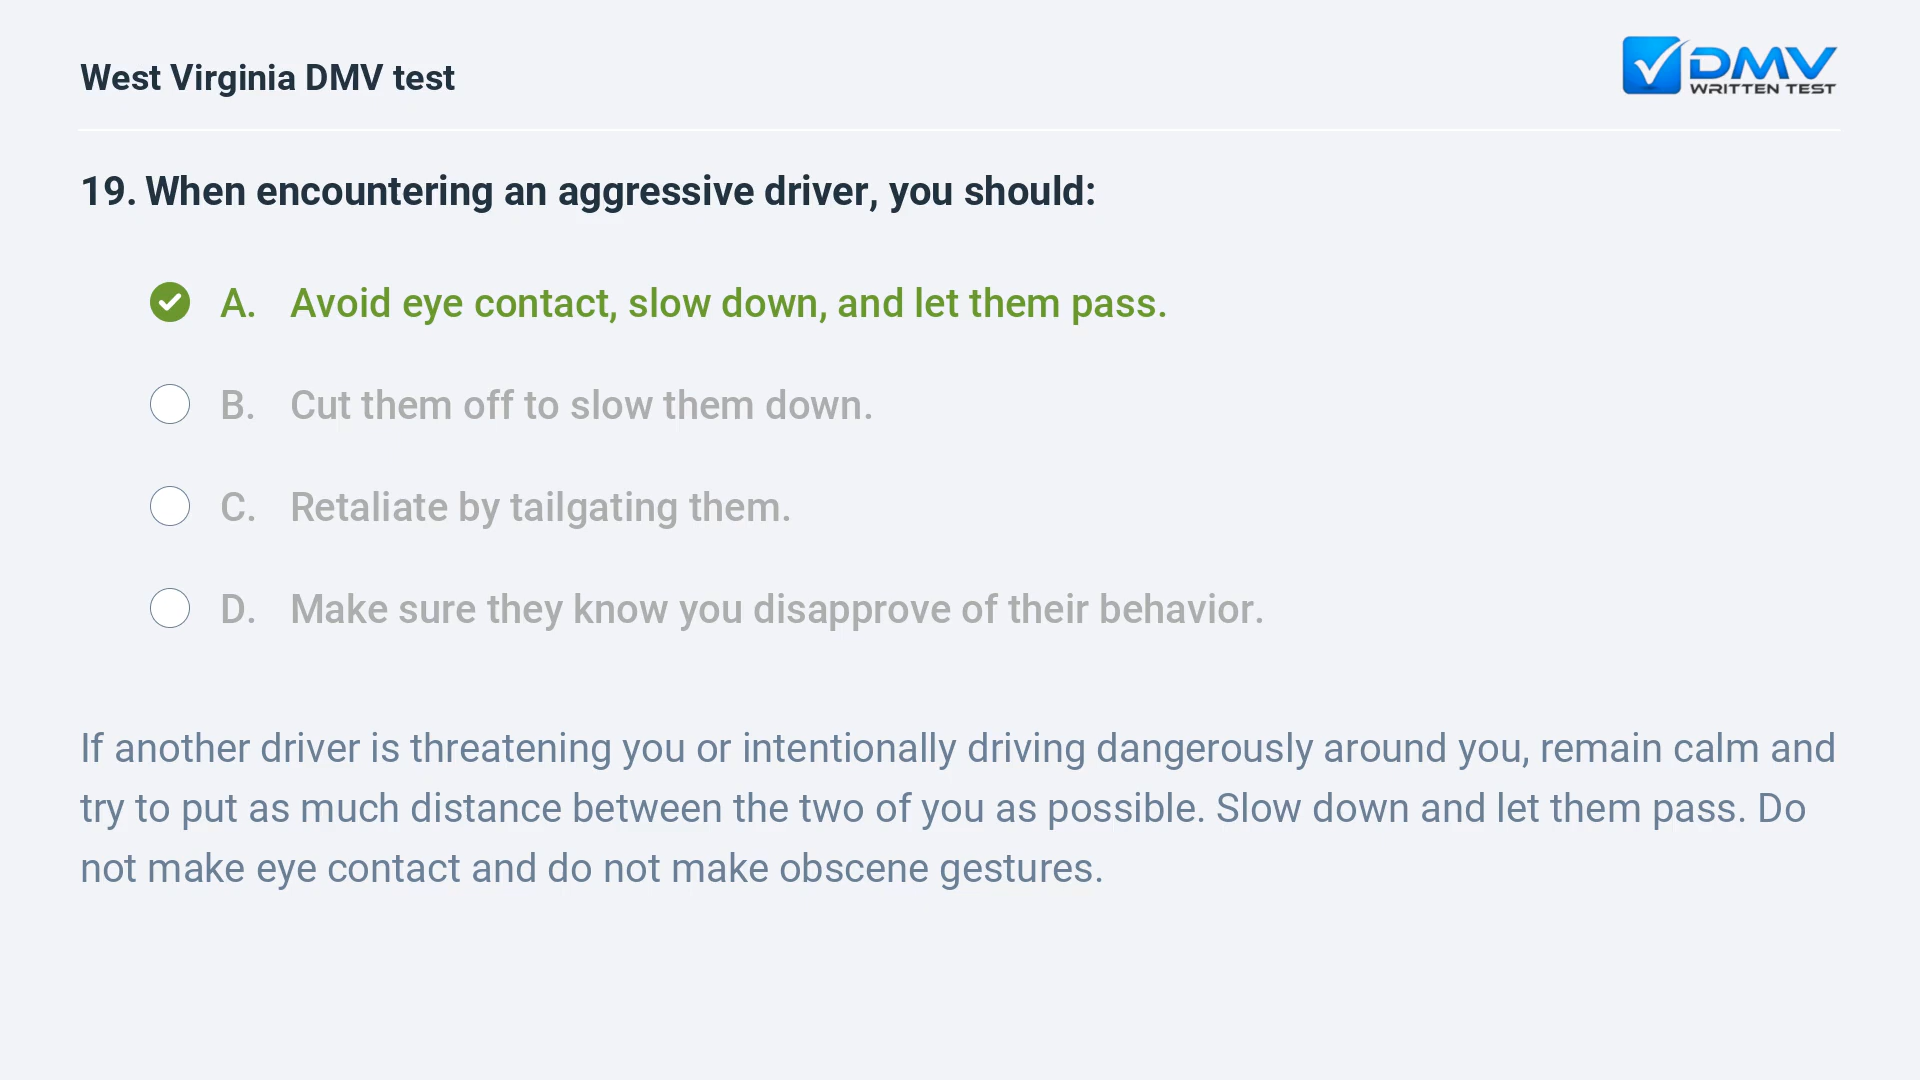 West Virginia DMV test
DMV
WRITTEN TEST
19. When encountering an aggressive driver, you should:
A. Avoid eye contact, slow down, and let them pass.
B. Cut them off to slow them down.
C. Retaliate by tailgating them.
D. Make sure they know you disapprove of their behavior.
If another driver is threatening you or intentionally driving dangerously around you, remain calm and
try to put as much distance between the two of you as possible. Slow down and let them pass. Do
not make eye contact and do not make obscene gestures.